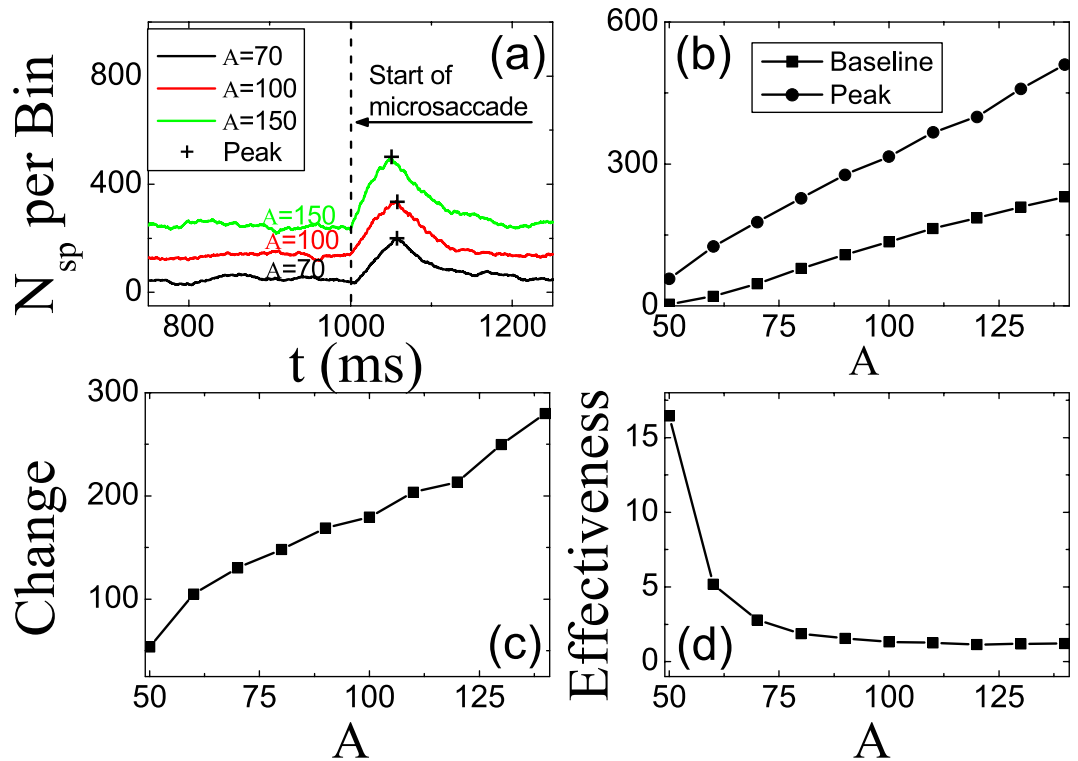 (a)
A=70
A=100
A=150
+ Peak
Start of
microsaccade
A=150
A=100
A=70
800
400
0
800
1000
1200
N_sp per Bin
t (ms)
(b)
Baseline
Peak
600
300
0
50
75
100
125
A
300
200
100
50
75
100
125
Change
A
(c)
15
10
5
0
50
75
100
125
Effectiveness
A
(d)